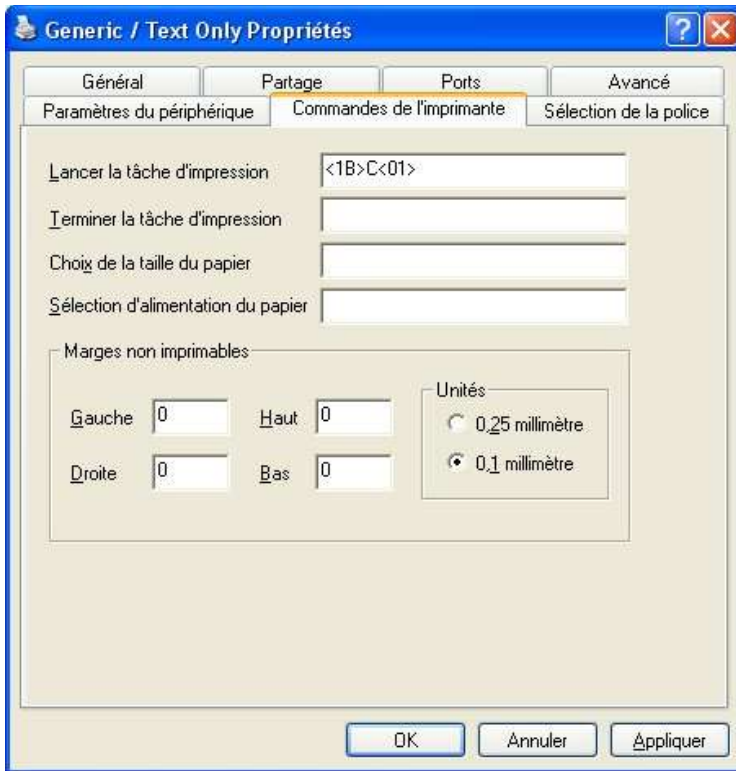 Generic / Text Only Propriétés
Général Partage Ports Avancé
Paramètres du périphérique Commandes de l'imprimante Sélection de la police
Lancer la tâche d'impression <1B>C<01>
Terminer la tâche d'impression
Choix de la taille du papier
Sélection d'alimentation du papier
Marges non imprimables
Unités
Gauche 0 Haut 0 0,25 millimètre
Droite 0 Bas 0 0,1 millimètre
OK Annuler Appliquer